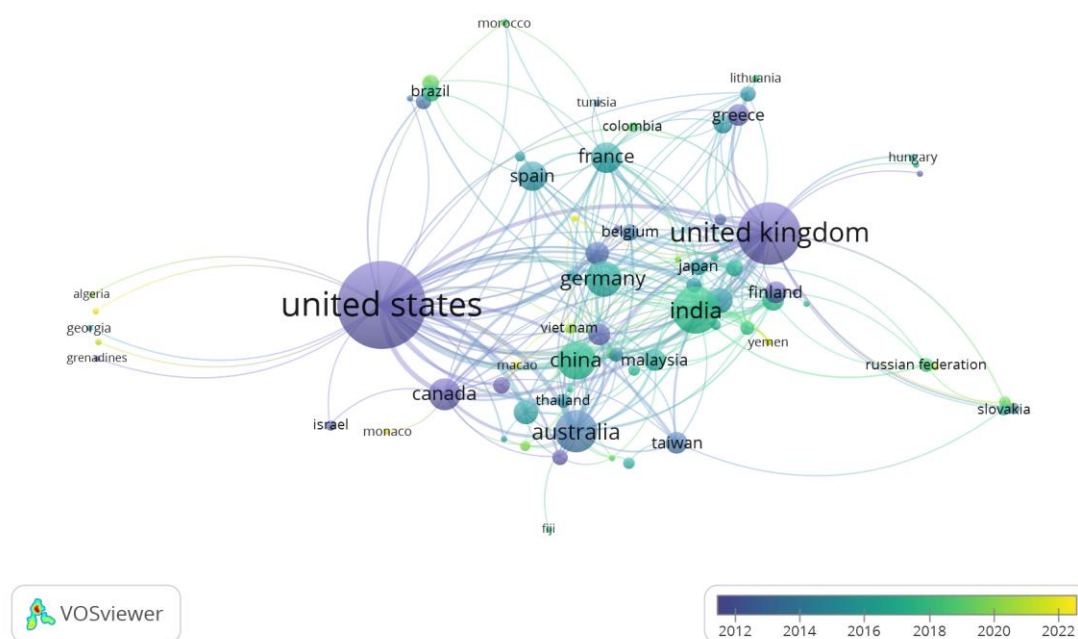 morocco
brazil
lithuania
tunisia
greece
colombia
france
hungary
spain
belgium
united kingdom
japan
germany
finland
algeria
united states
india
georgia
viet nam
yemen
grenadines
china
malaysia
macao
russian federation
canada
thailand
slovakia
israel
monaco
australia
taiwan
fiji
VOSviewer
2012 2014 2016 2018 2020 2022